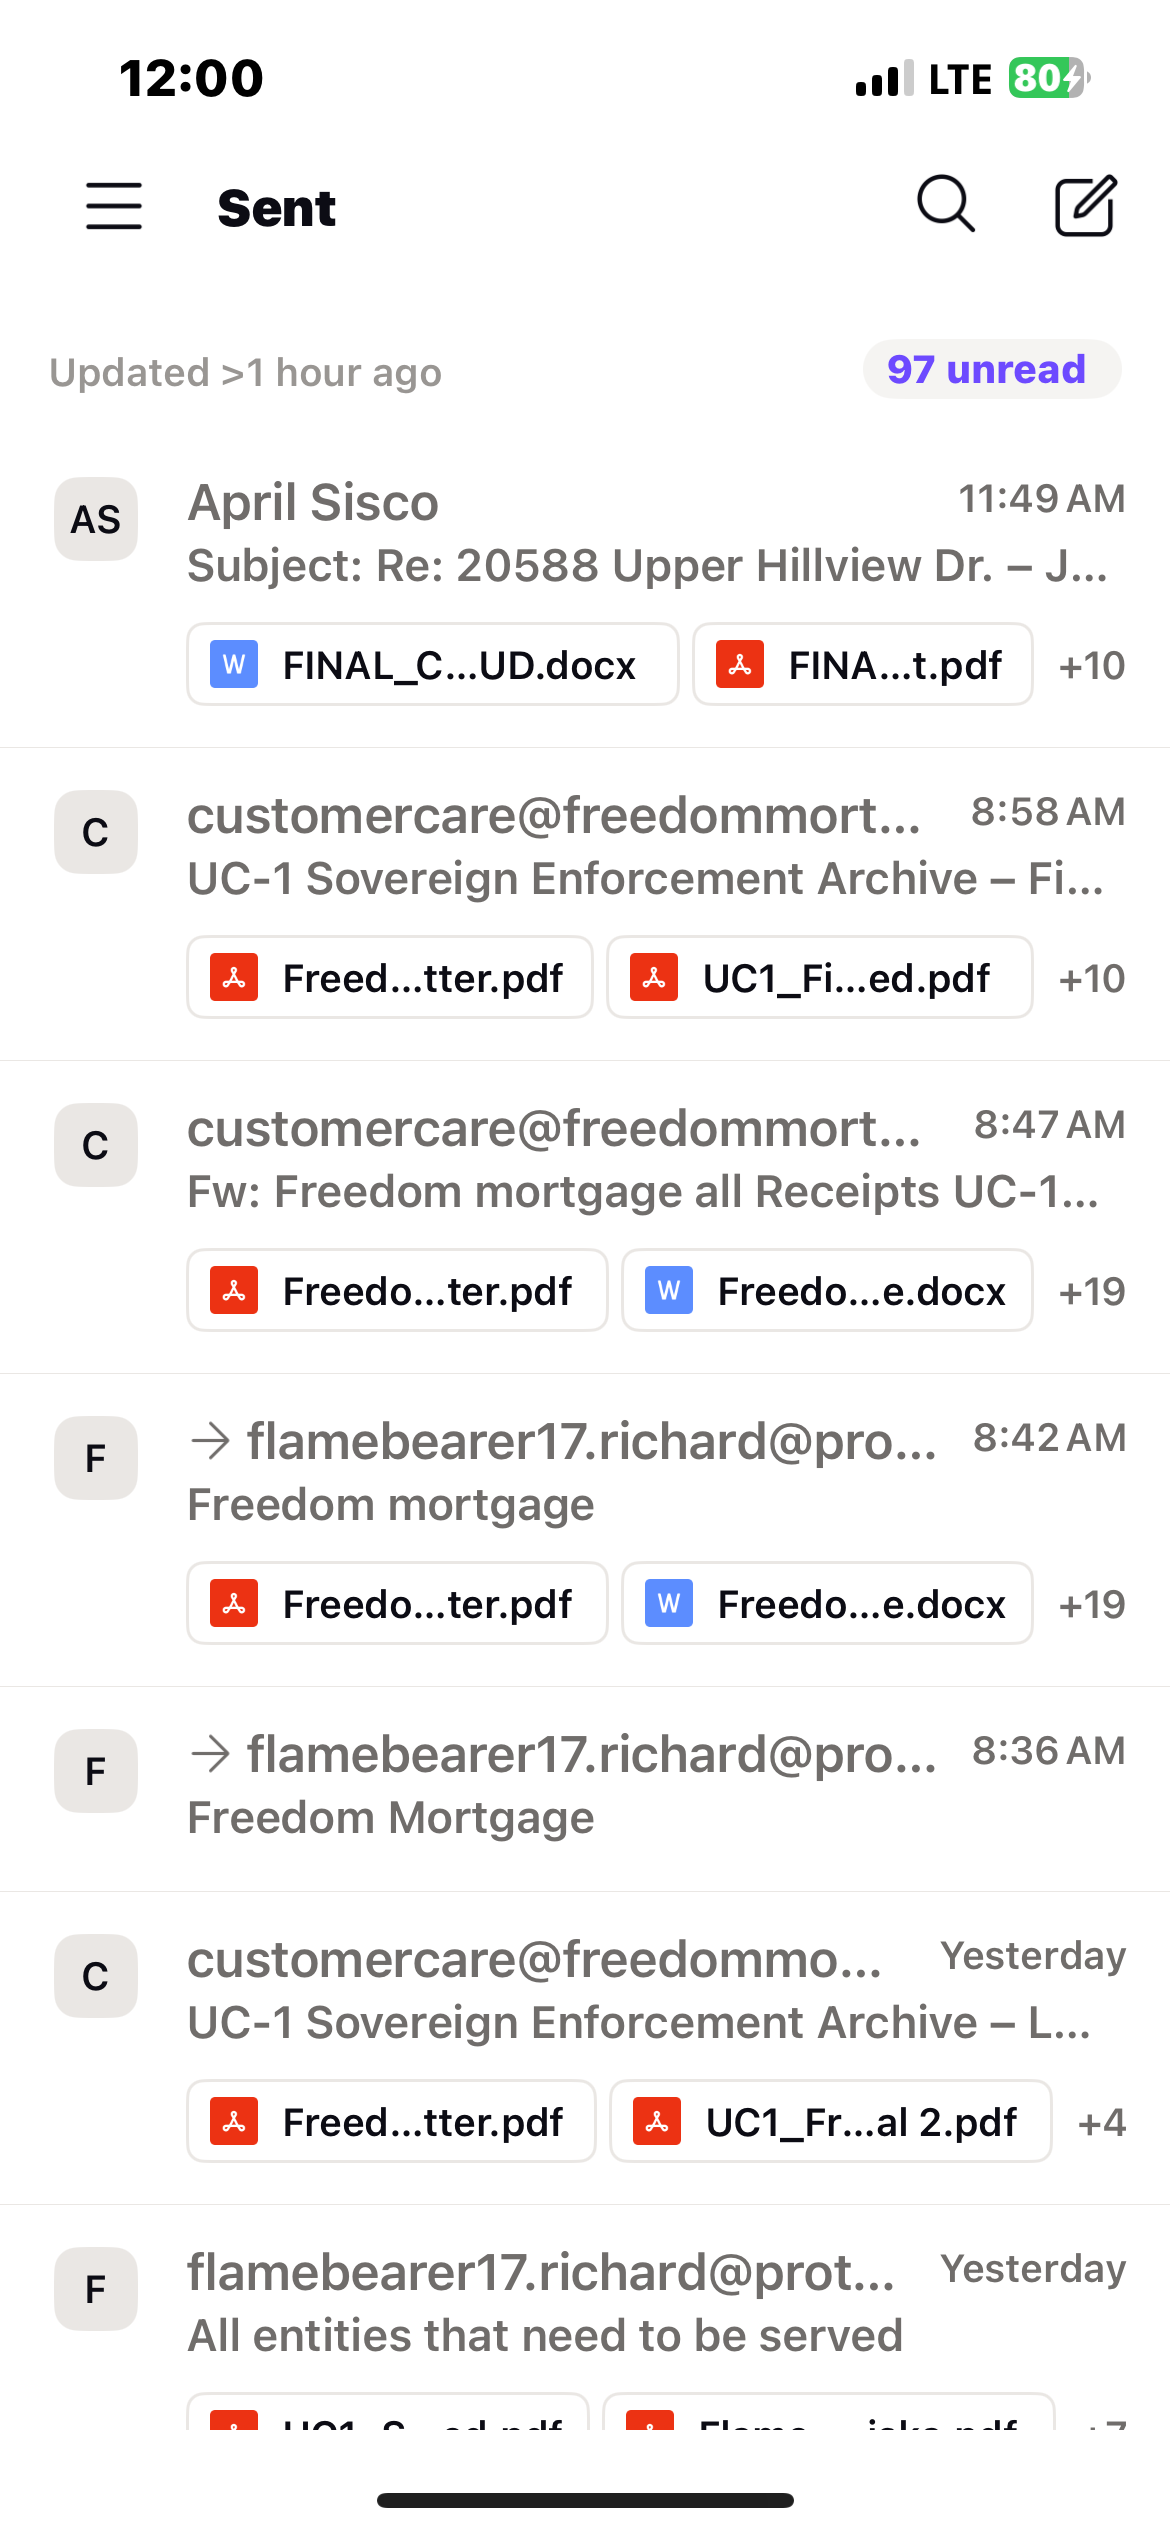 12:00 LTE 80
Sent
Updated >1 hour ago 97 unread
AS April Sisco 11:49 AM
Subject: Re: 20588 Upper Hillview Dr. – J...
W FINAL_C...UD.docx FINA...t.pdf +10
C customercare@freedommort... 8:58 AM
UC-1 Sovereign Enforcement Archive – Fi...
Freed...tter.pdf UC1_Fi...ed.pdf +10
C customercare@freedommort... 8:47 AM
Fw: Freedom mortgage all Receipts UC-1...
Freedo...ter.pdf W Freedo...e.docx +19
F → flamebearer17.richard@pro... 8:42 AM
Freedom mortgage
Freedo...ter.pdf W Freedo...e.docx +19
F → flamebearer17.richard@pro... 8:36 AM
Freedom Mortgage
C customercare@freedommo... Yesterday
UC-1 Sovereign Enforcement Archive – L...
Freed...tter.pdf UC1_Fr...al 2.pdf +4
F flamebearer17.richard@prot... Yesterday
All entities that need to be served